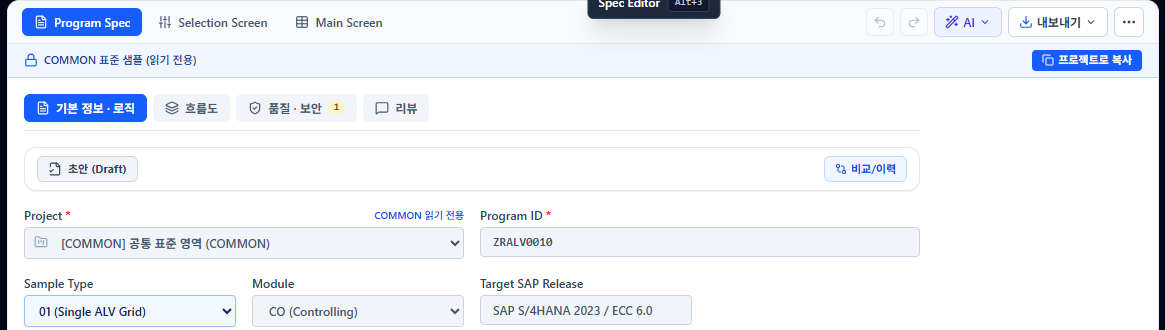 Spec Editor Alt+3
Program Spec Selection Screen Main Screen AI 내보내기
COMMON 표준 샘플 (읽기 전용) 프로젝트로 복사
기본 정보 · 로직 흐름도 품질 · 보안 1 리뷰
초안 (Draft) 비교/이력
Project * COMMON 읽기 전용 Program ID *
[COMMON] 공통 표준 영역 (COMMON) ZRALV0010
Sample Type Module Target SAP Release
01 (Single ALV Grid) CO (Controlling) SAP S/4HANA 2023 / ECC 6.0